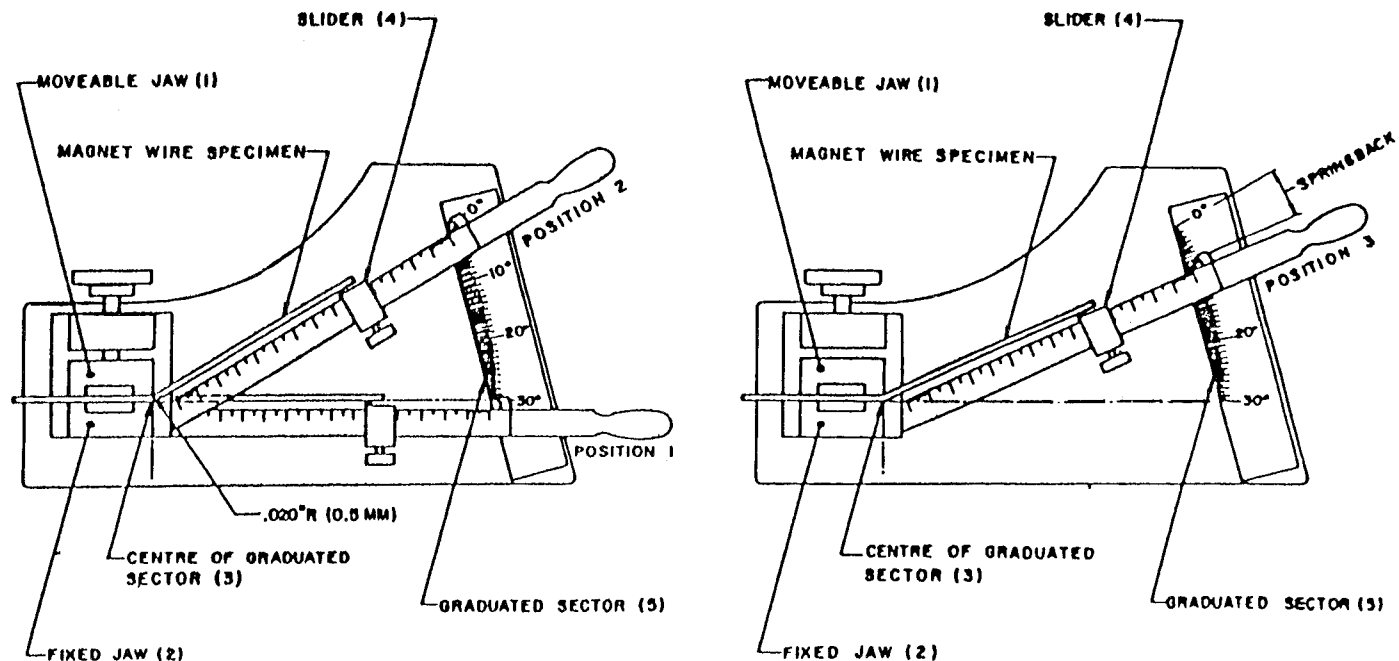 SLIDER (4)
MOVEABLE JAW (1)
MAGNET WIRE SPECIMEN
0°
10°
20°
30°
POSITION 2
POSITION 1
.020"R (0.5 MM)
CENTRE OF GRADUATED
SECTOR (3)
GRADUATED SECTOR (5)
FIXED JAW (2)
SLIDER (4)
MOVEABLE JAW (1)
MAGNET WIRE SPECIMEN
SPRINGBACK
0°
20°
30°
POSITION 3
CENTRE OF GRADUATED
SECTOR (3)
GRADUATED SECTOR (5)
FIXED JAW (2)